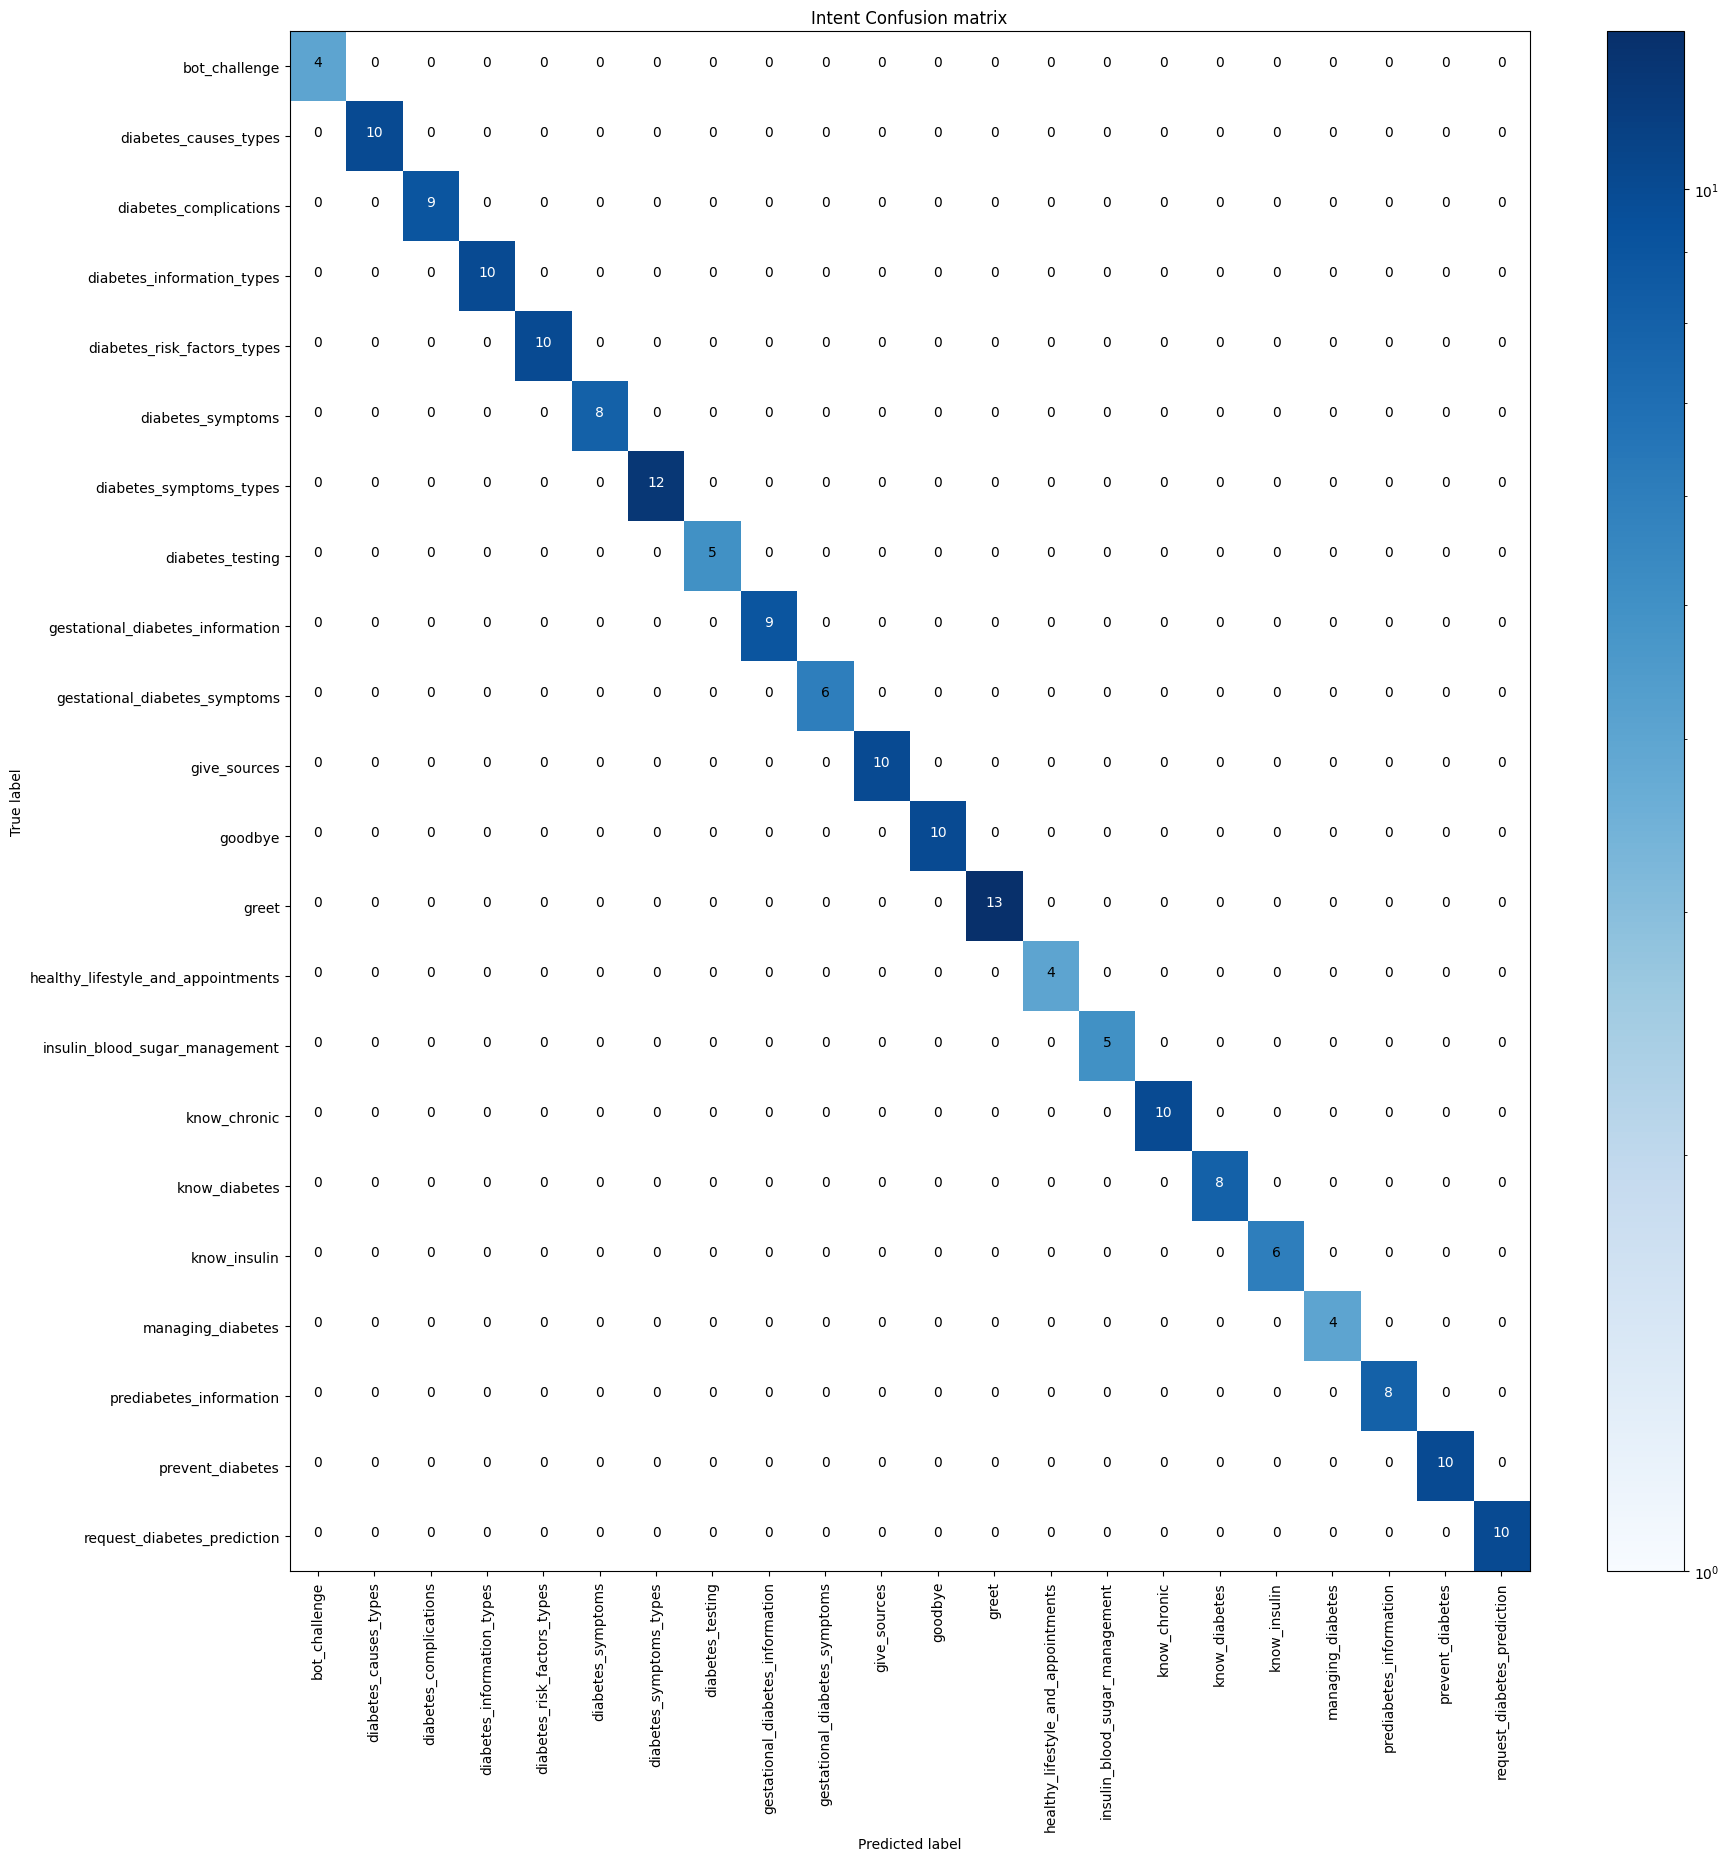 Intent Confusion matrix
bot_challenge 4 0 0 0 0 0 0 0 0 0 0 0 0 0 0 0 0 0 0 0 0 0
diabetes_causes_types 0 10 0 0 0 0 0 0 0 0 0 0 0 0 0 0 0 0 0 0 0 0
diabetes_complications 0 0 9 0 0 0 0 0 0 0 0 0 0 0 0 0 0 0 0 0 0 0
diabetes_information_types 0 0 0 10 0 0 0 0 0 0 0 0 0 0 0 0 0 0 0 0 0 0
diabetes_risk_factors_types 0 0 0 0 10 0 0 0 0 0 0 0 0 0 0 0 0 0 0 0 0 0
diabetes_symptoms 0 0 0 0 0 8 0 0 0 0 0 0 0 0 0 0 0 0 0 0 0 0
diabetes_symptoms_types 0 0 0 0 0 0 12 0 0 0 0 0 0 0 0 0 0 0 0 0 0 0
diabetes_testing 0 0 0 0 0 0 0 5 0 0 0 0 0 0 0 0 0 0 0 0 0 0
gestational_diabetes_information 0 0 0 0 0 0 0 0 9 0 0 0 0 0 0 0 0 0 0 0 0 0
gestational_diabetes_symptoms 0 0 0 0 0 0 0 0 0 6 0 0 0 0 0 0 0 0 0 0 0 0
give_sources 0 0 0 0 0 0 0 0 0 0 10 0 0 0 0 0 0 0 0 0 0 0
goodbye 0 0 0 0 0 0 0 0 0 0 0 10 0 0 0 0 0 0 0 0 0 0
greet 0 0 0 0 0 0 0 0 0 0 0 0 13 0 0 0 0 0 0 0 0 0
healthy_lifestyle_and_appointments 0 0 0 0 0 0 0 0 0 0 0 0 0 4 0 0 0 0 0 0 0 0
insulin_blood_sugar_management 0 0 0 0 0 0 0 0 0 0 0 0 0 0 5 0 0 0 0 0 0 0
know_chronic 0 0 0 0 0 0 0 0 0 0 0 0 0 0 0 10 0 0 0 0 0 0
know_diabetes 0 0 0 0 0 0 0 0 0 0 0 0 0 0 0 0 8 0 0 0 0 0
know_insulin 0 0 0 0 0 0 0 0 0 0 0 0 0 0 0 0 0 6 0 0 0 0
managing_diabetes 0 0 0 0 0 0 0 0 0 0 0 0 0 0 0 0 0 0 4 0 0 0
prediabetes_information 0 0 0 0 0 0 0 0 0 0 0 0 0 0 0 0 0 0 0 8 0 0
prevent_diabetes 0 0 0 0 0 0 0 0 0 0 0 0 0 0 0 0 0 0 0 0 10 0
request_diabetes_prediction 0 0 0 0 0 0 0 0 0 0 0 0 0 0 0 0 0 0 0 0 0 10
True label
bot_challenge
diabetes_causes_types
diabetes_complications
diabetes_information_types
diabetes_risk_factors_types
diabetes_symptoms
diabetes_symptoms_types
diabetes_testing
gestational_diabetes_information
gestational_diabetes_symptoms
give_sources
goodbye
greet
healthy_lifestyle_and_appointments
insulin_blood_sugar_management
know_chronic
know_diabetes
know_insulin
managing_diabetes
prediabetes_information
prevent_diabetes
request_diabetes_prediction
Predicted label
10¹
10⁰